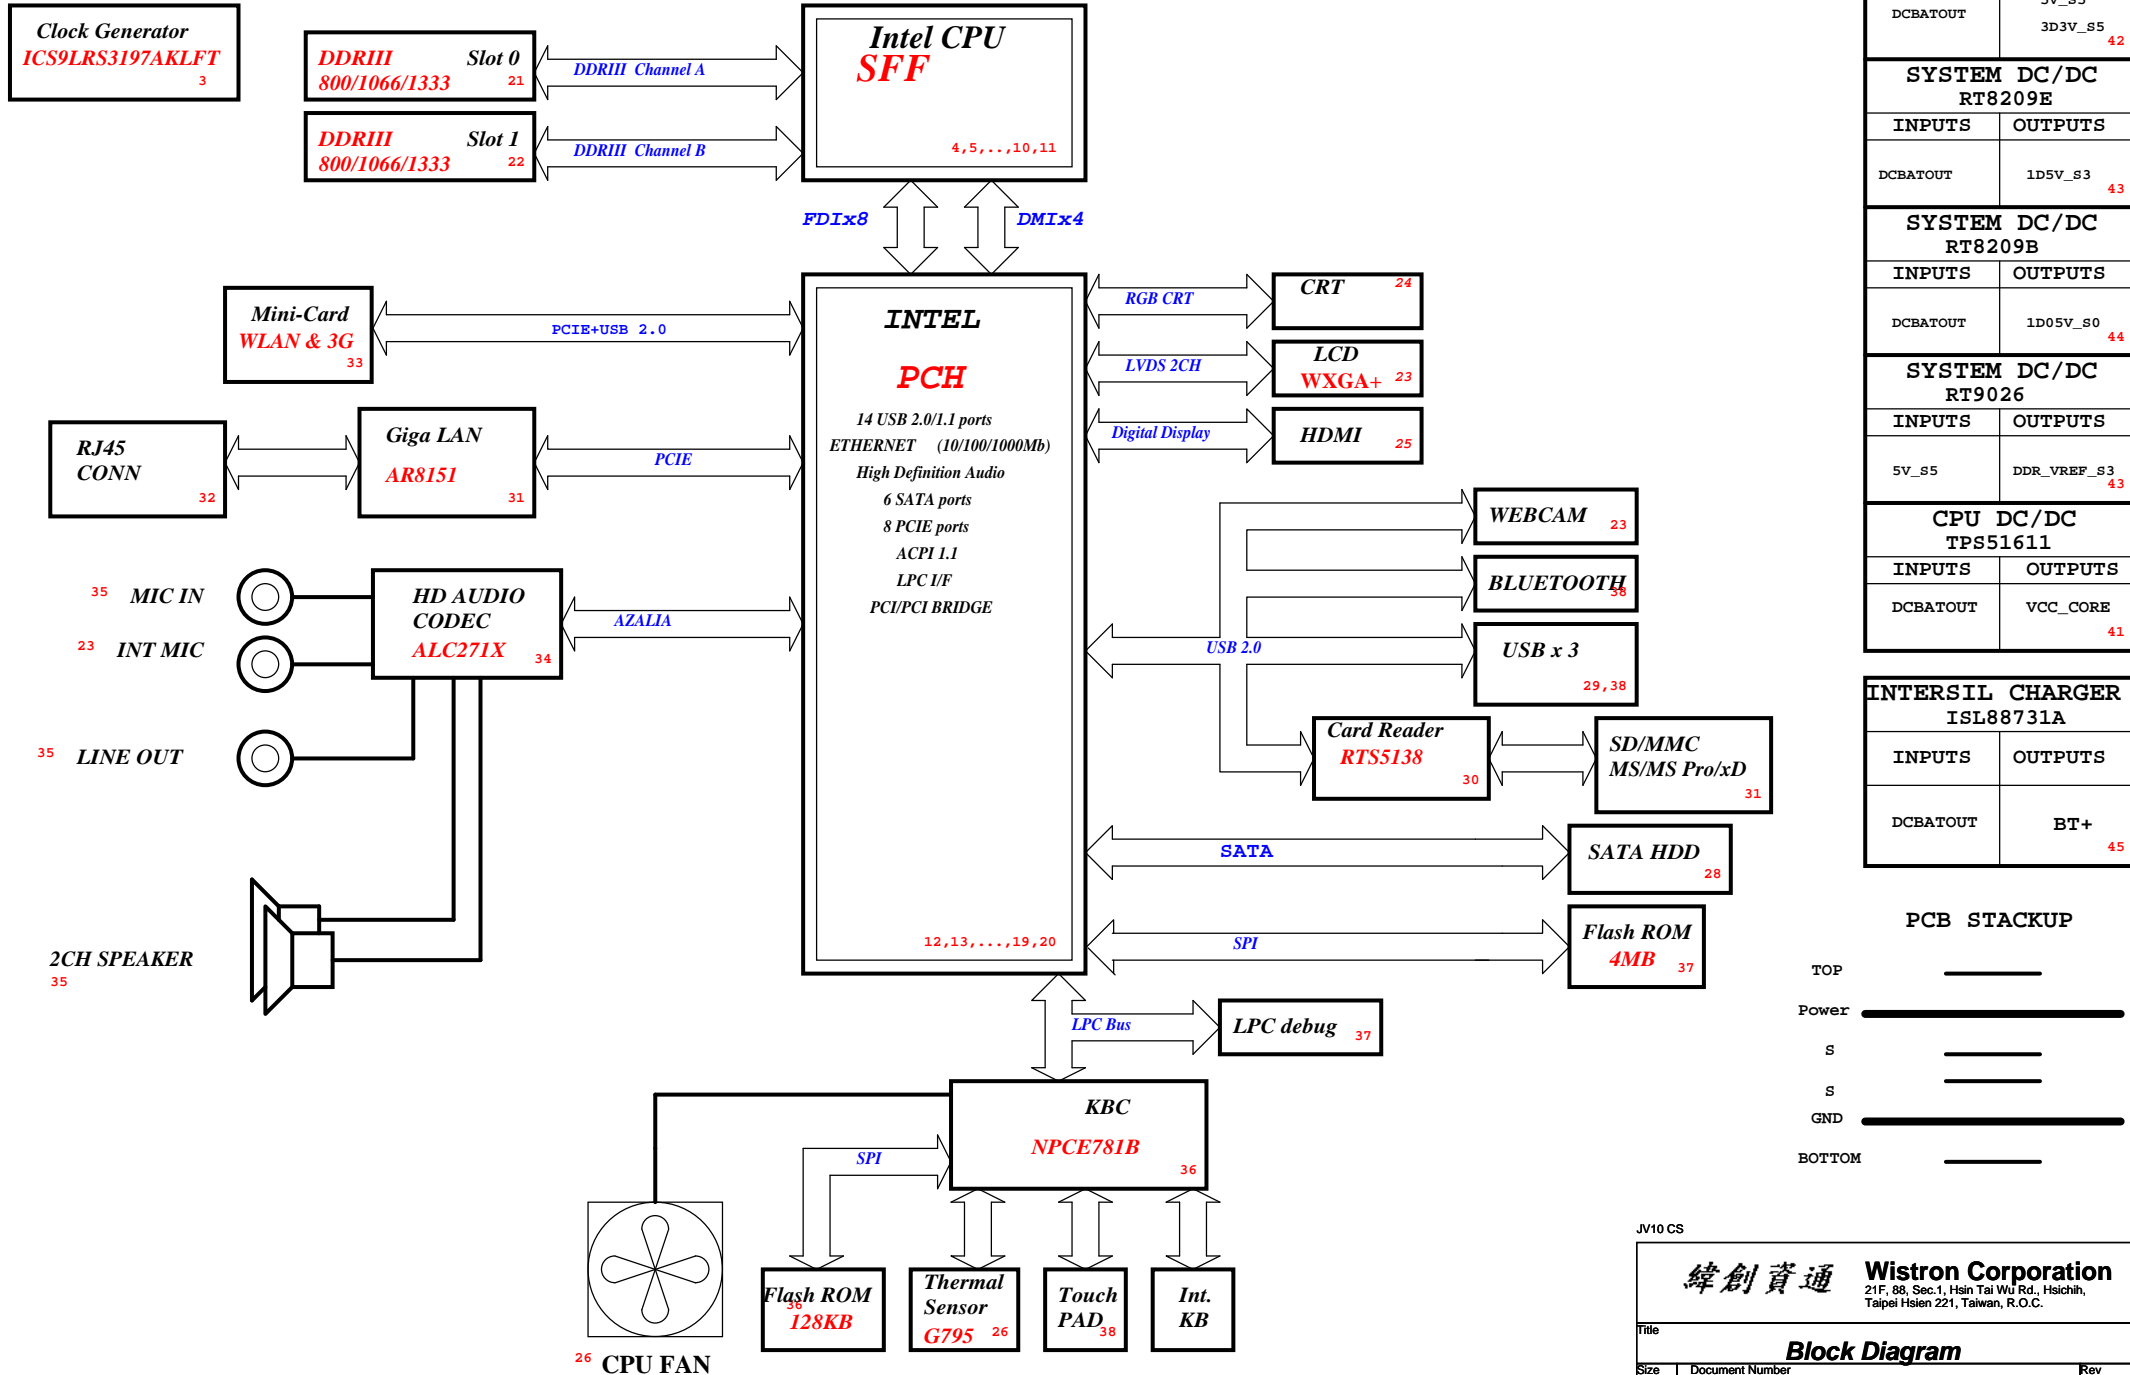 Clock Generator
ICS9LRS3197AKLFT
3
DDRIII Slot 0
800/1066/1333 21
DDRIII Channel A
DDRIII Slot 1
800/1066/1333 22
DDRIII Channel B
Intel CPU
SFF
4,5,..,10,11
FDIx8
DMIx4
Mini-Card
WLAN & 3G
33
PCIE+USB 2.0
RJ45
CONN
32
Giga LAN
AR8151
31
PCIE
35 MIC IN
23 INT MIC
35 LINE OUT
HD AUDIO
CODEC
ALC271X
34
AZALIA
2CH SPEAKER
35
INTEL
PCH
14 USB 2.0/1.1 ports
ETHERNET (10/100/1000Mb)
High Definition Audio
6 SATA ports
8 PCIE ports
ACPI 1.1
LPC I/F
PCI/PCI BRIDGE
12,13,...,19,20
RGB CRT
CRT 24
LVDS 2CH
LCD
WXGA+ 23
Digital Display
HDMI 25
WEBCAM 23
BLUETOOTH
38
USB 2.0
USB x 3
29,38
Card Reader
RTS5138
30
SD/MMC
MS/MS Pro/xD
31
SATA
SATA HDD
28
SPI
Flash ROM
4MB 37
LPC Bus
LPC debug 37
KBC
NPCE781B
36
SPI
26 CPU FAN
Flash ROM
36
128KB
Thermal
Sensor
G795 26
Touch
PAD
38
Int.
KB
DCBATOUT
5V_S5
3D3V_S5
42
SYSTEM DC/DC
RT8209E
INPUTS OUTPUTS
DCBATOUT 1D5V_S3
43
SYSTEM DC/DC
RT8209B
INPUTS OUTPUTS
DCBATOUT 1D05V_S0
44
SYSTEM DC/DC
RT9026
INPUTS OUTPUTS
5V_S5 DDR_VREF_S3
43
CPU DC/DC
TPS51611
INPUTS OUTPUTS
DCBATOUT VCC_CORE
41
INTERSIL CHARGER
ISL88731A
INPUTS OUTPUTS
DCBATOUT BT+
45
PCB STACKUP
TOP
Power
S
S
GND
BOTTOM
JV10 CS
緯創資通 Wistron Corporation
21F, 88, Sec.1, Hsin Tai Wu Rd., Hsichih,
Taipei Hsien 221, Taiwan, R.O.C.
Title
Block Diagram
Size Document Number Rev